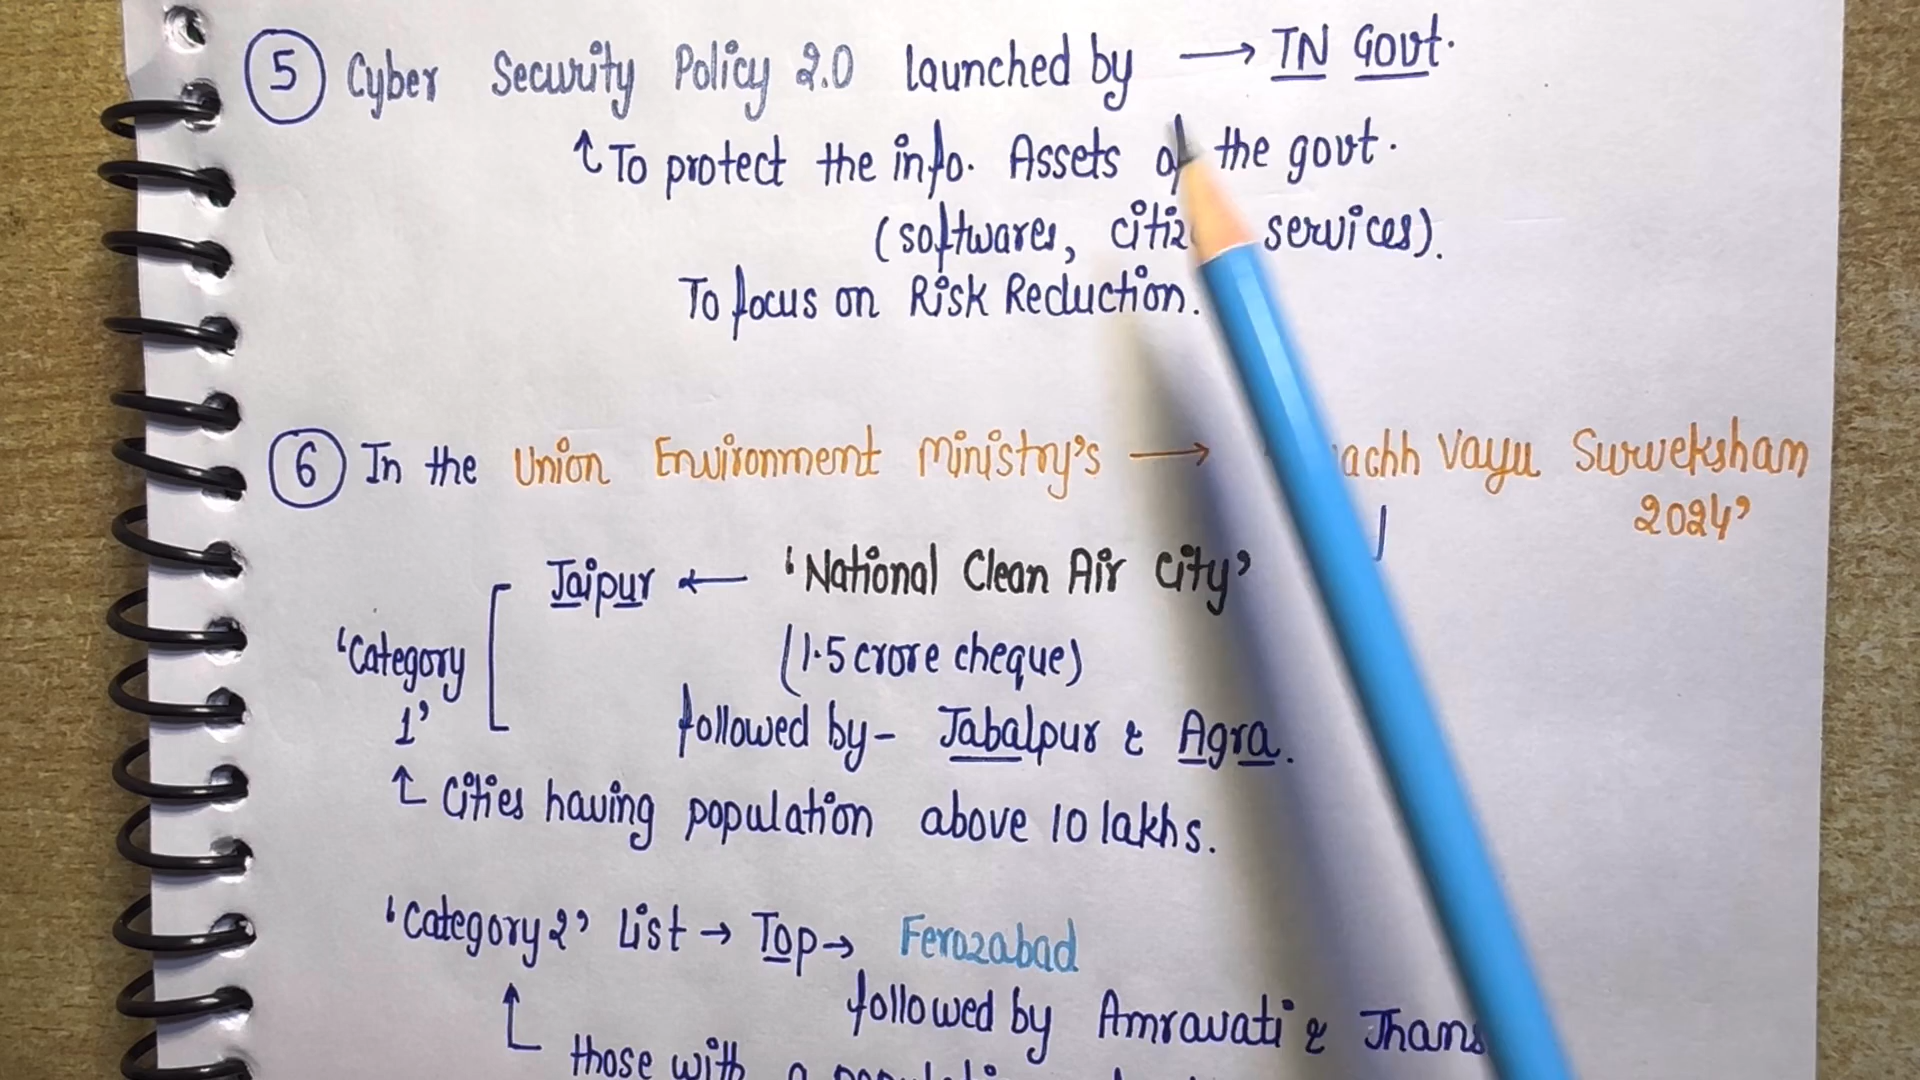 5 Cyber Security Policy 2.0 launched by → TN Govt.
↑ To protect the info. Assets of the govt.
(softwares, services).
To focus on Risk Reduction.
6 In the Union Environment Ministry's → Vayu Surveksham
2024'
Jaipur ← 'National Clean Air City'
(1.5 crore cheque)
'Category
1'
followed by - Jabalpur & Agra.
↑ Cities having population above 10 lakhs.
'Category 2' List → Top → Ferozabad
followed by Amravati &
↑ those with a